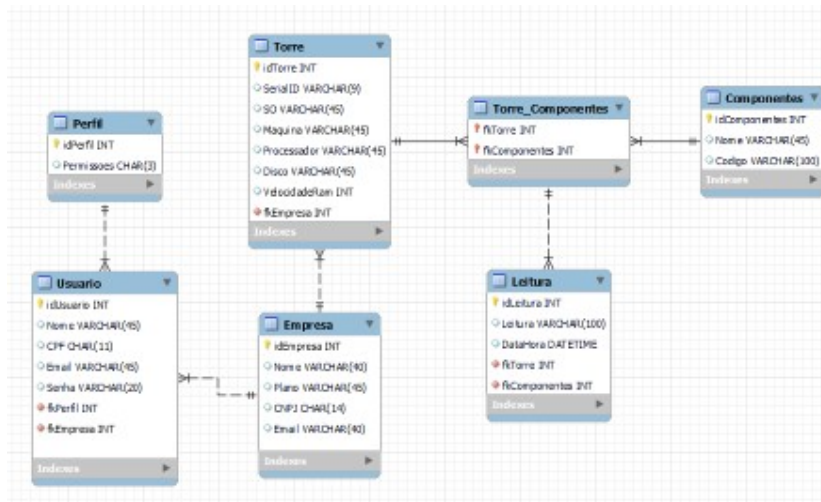 Torre
idTorre INT
SerialID VARCHAR(9)
SO VARCHAR(45)
Maquina VARCHAR(45)
Processador VARCHAR(45)
Disco VARCHAR(45)
VelocidadeRam INT
fkEmpresa INT
Indexes
Perfil
idPerfil INT
Permissoes CHAR(3)
Indexes
Torre_Componentes
fkTorre INT
fkComponentes INT
Indexes
Componentes
idComponentes INT
Nome VARCHAR(45)
Codigo VARCHAR(100)
Indexes
Usuario
idUsuario INT
Nome VARCHAR(45)
CPF CHAR(11)
Email VARCHAR(45)
Senha VARCHAR(20)
fkPerfil INT
fkEmpresa INT
Indexes
Empresa
idEmpresa INT
Nome VARCHAR(40)
Plano VARCHAR(45)
CNPJ CHAR(14)
Email VARCHAR(40)
Indexes
Leitura
idLeitura INT
Leitura VARCHAR(100)
DataHora DATETIME
fkTorre INT
fkComponentes INT
Indexes